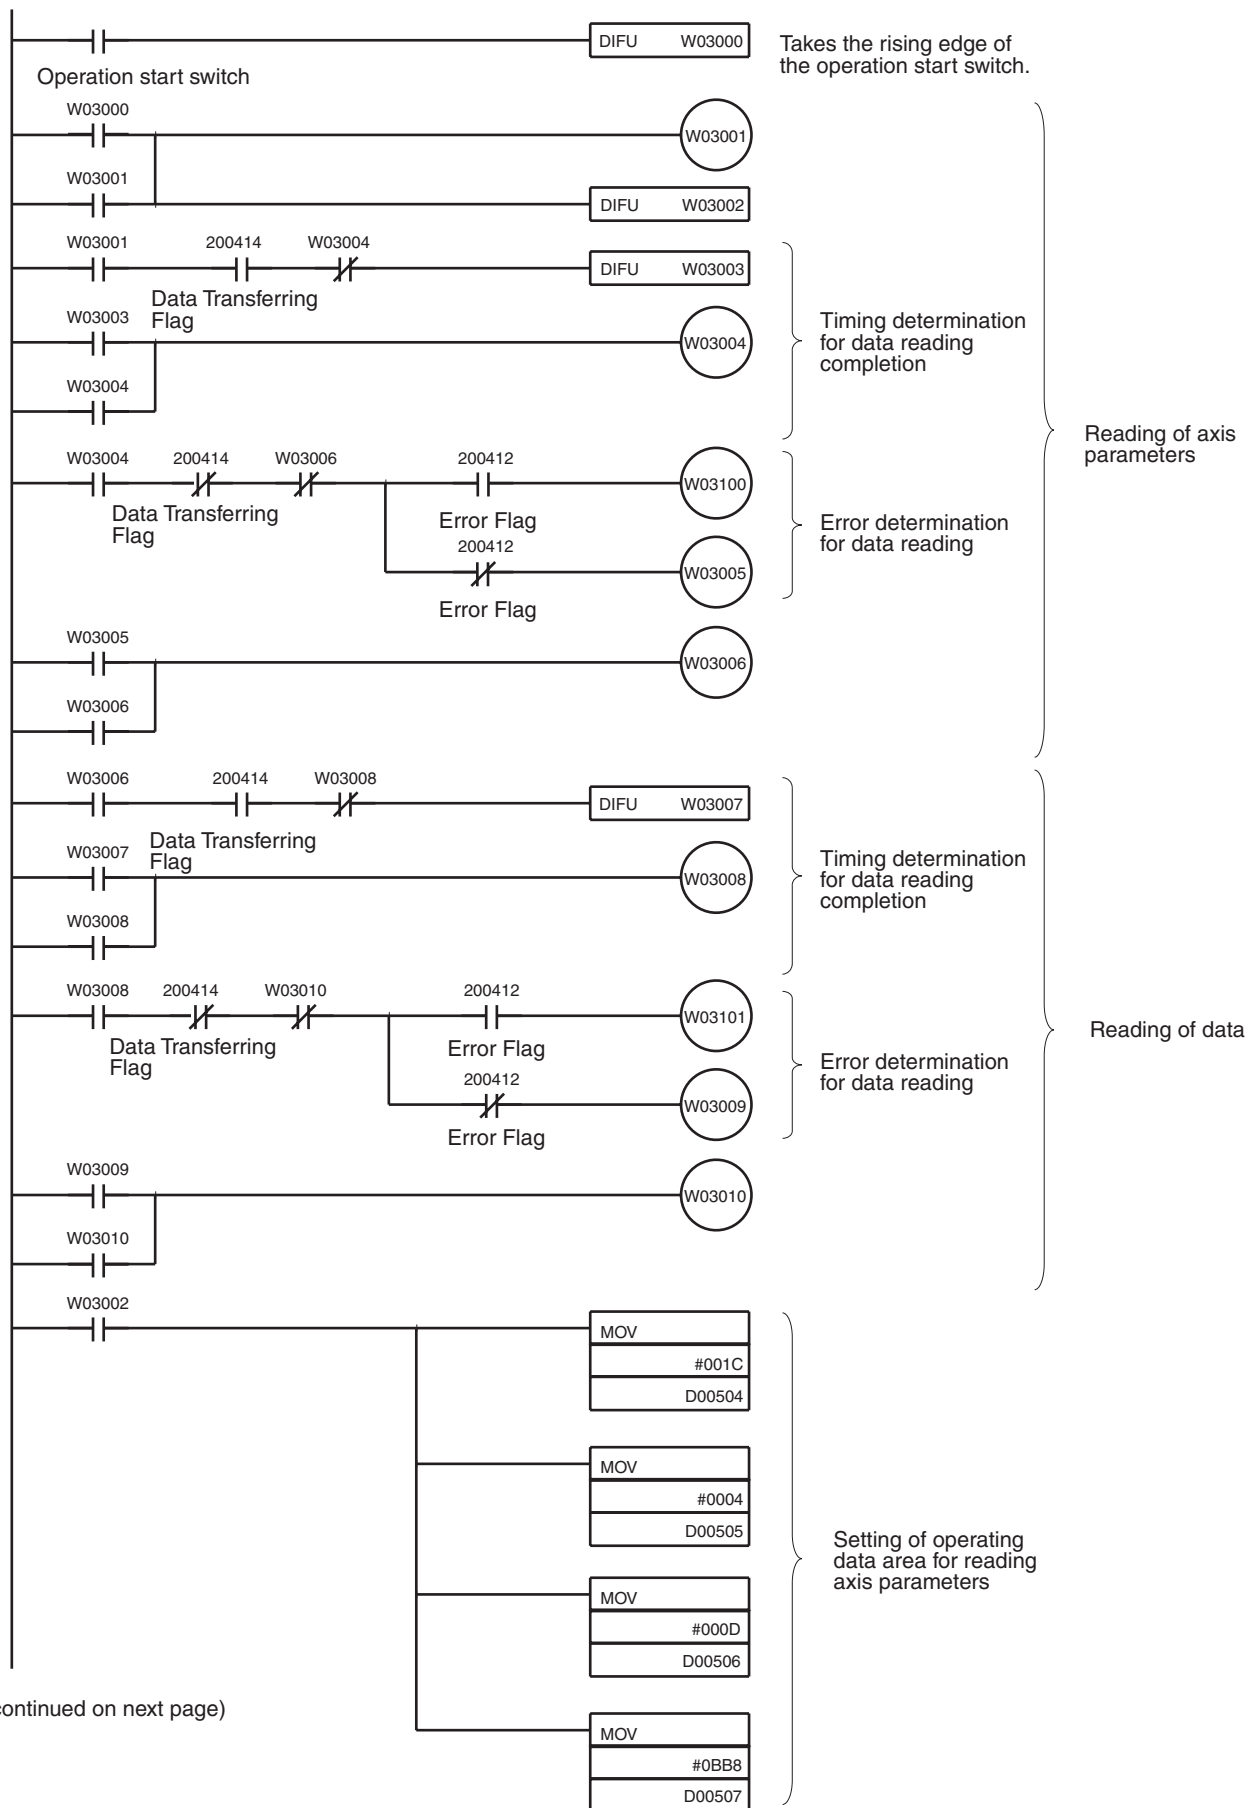 DIFU W03000
Takes the rising edge of
the operation start switch.
Operation start switch
W03000
W03001
W03001
DIFU W03002
W03001 200414 W03004
DIFU W03003
Data Transferring
Flag
W03003
W03004
W03004
Timing determination
for data reading
completion
W03004 200414 W03006 200412
W03100
Data Transferring
Flag
Error Flag
200412
W03005
Error Flag
Error determination
for data reading
Reading of axis
parameters
W03005
W03006
W03006
W03006 200414 W03008
DIFU W03007
Data Transferring
Flag
W03007
W03008
W03008
Timing determination
for data reading
completion
W03008 200414 W03010 200412
W03101
Data Transferring
Flag
Error Flag
200412
W03009
Error Flag
Error determination
for data reading
Reading of data
W03009
W03010
W03010
W03002
MOV
#001C
D00504
MOV
#0004
D00505
MOV
#000D
D00506
MOV
#0BB8
D00507
Setting of operating
data area for reading
axis parameters
continued on next page)